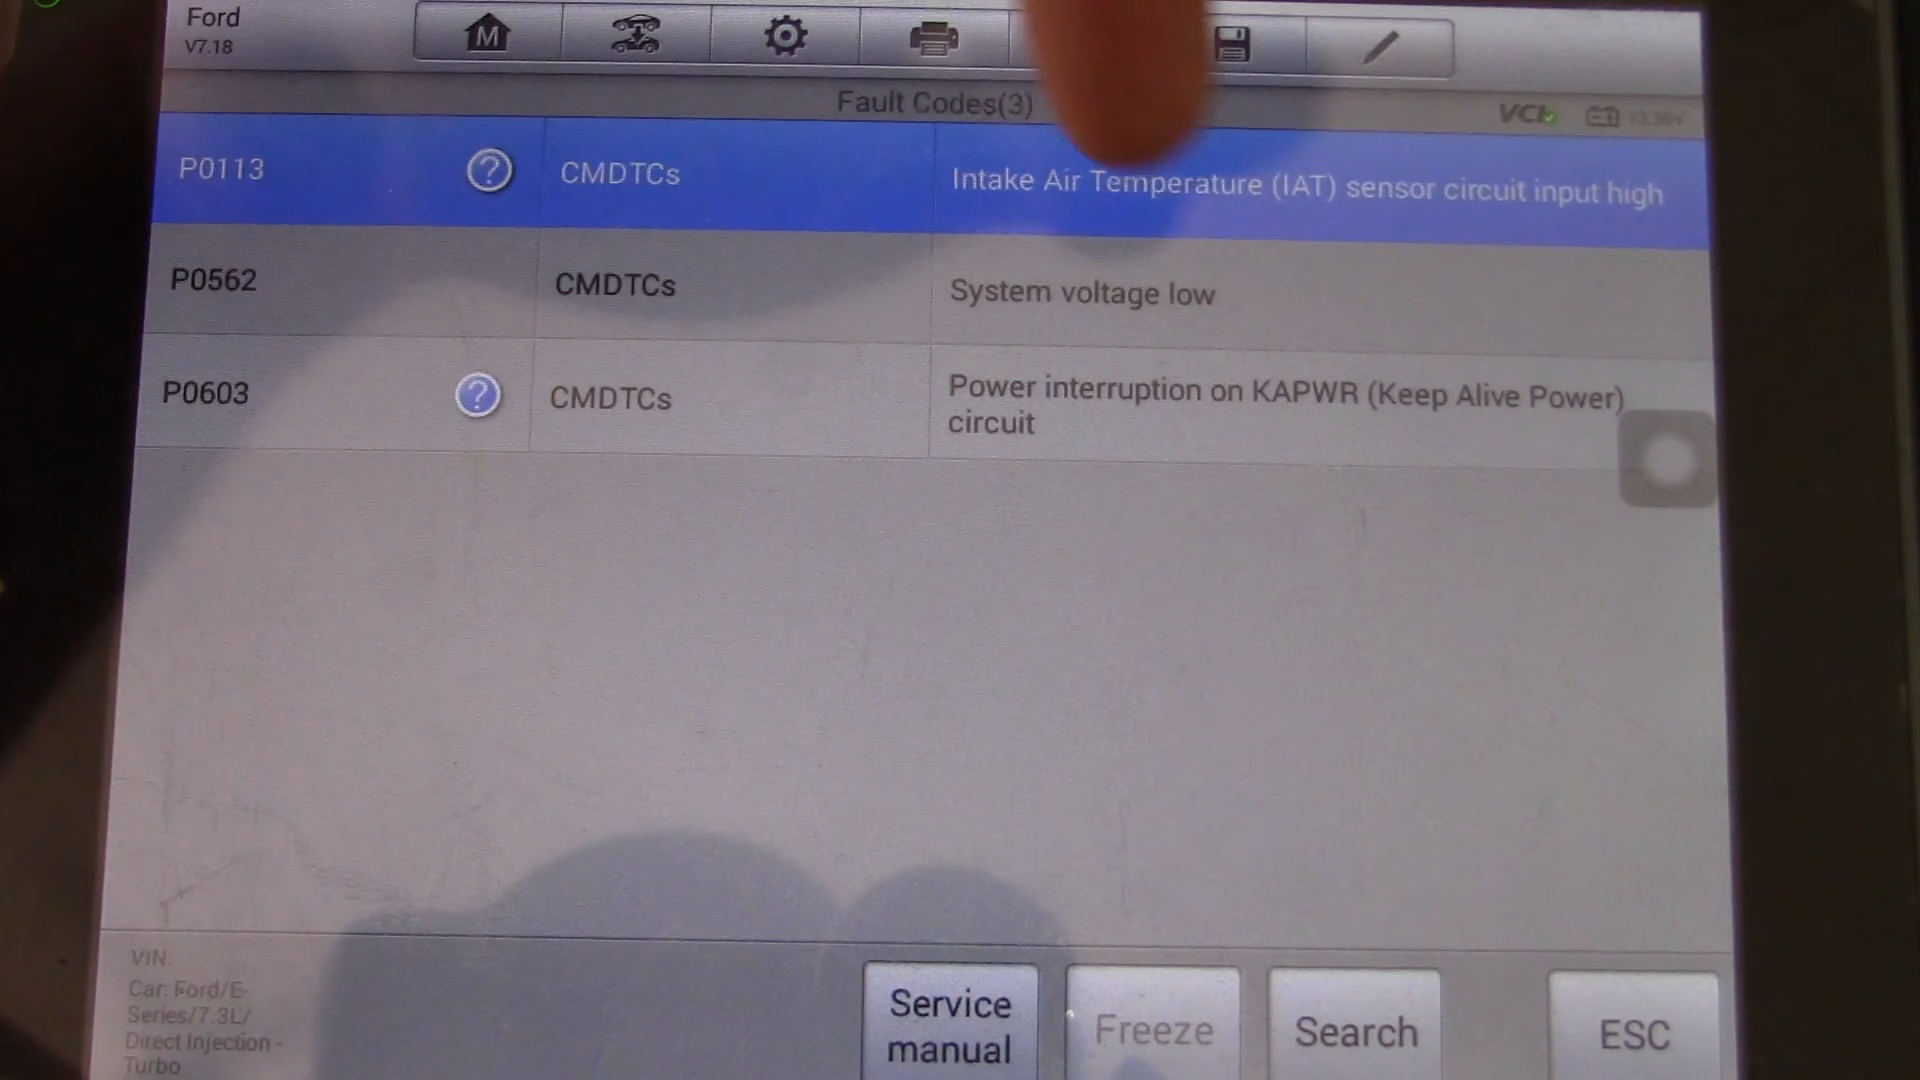 Ford
V7.18
M
Fault Codes(3)
VCI
13.36V
P0113 ? CMDTCs Intake Air Temperature (IAT) sensor circuit input high
P0562 CMDTCs System voltage low
P0603 ? CMDTCs Power interruption on KAPWR (Keep Alive Power)
circuit
VIN:
Car: Ford/E-
Series/7.3L/
Direct Injection -
Turbo
Service
manual
Freeze
Search
ESC